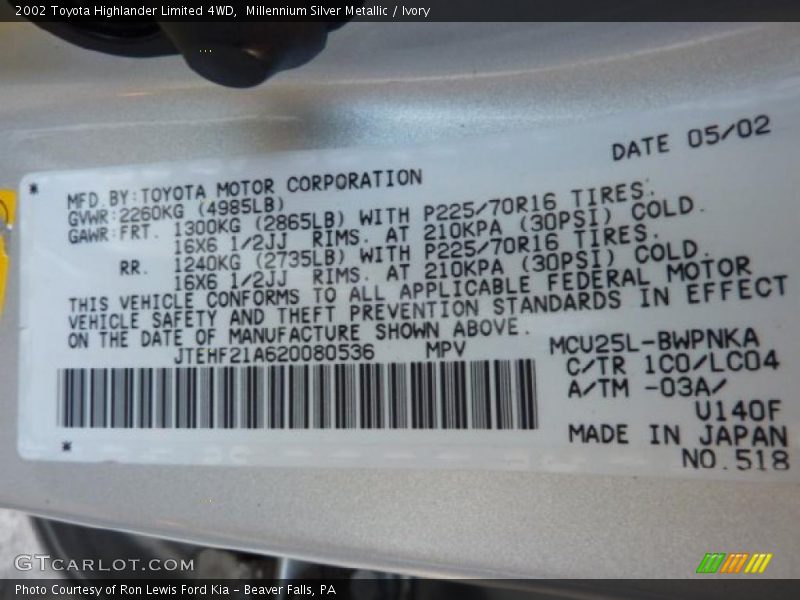 2002 Toyota Highlander Limited 4WD, Millennium Silver Metallic / Ivory
DATE 05/02
MFD.BY:TOYOTA MOTOR CORPORATION
GVWR:2260KG (4985LB)
GAWR:FRT. 1300KG (2865LB) WITH P225/70R16 TIRES.
16X6 1/2JJ RIMS. AT 210KPA (30PSI) COLD.
RR. 1240KG (2735LB) WITH P225/70R16 TIRES.
16X6 1/2JJ RIMS. AT 210KPA (30PSI) COLD.
THIS VEHICLE CONFORMS TO ALL APPLICABLE FEDERAL MOTOR
VEHICLE SAFETY AND THEFT PREVENTION STANDARDS IN EFFECT
ON THE DATE OF MANUFACTURE SHOWN ABOVE.
JTEHF21A620080536 MPV MCU25L-BWPNKA
C/TR 1C0/LC04
A/TM -03A/
U140F
MADE IN JAPAN
NO.518
GTCARLOT.COM
Photo Courtesy of Ron Lewis Ford Kia - Beaver Falls, PA